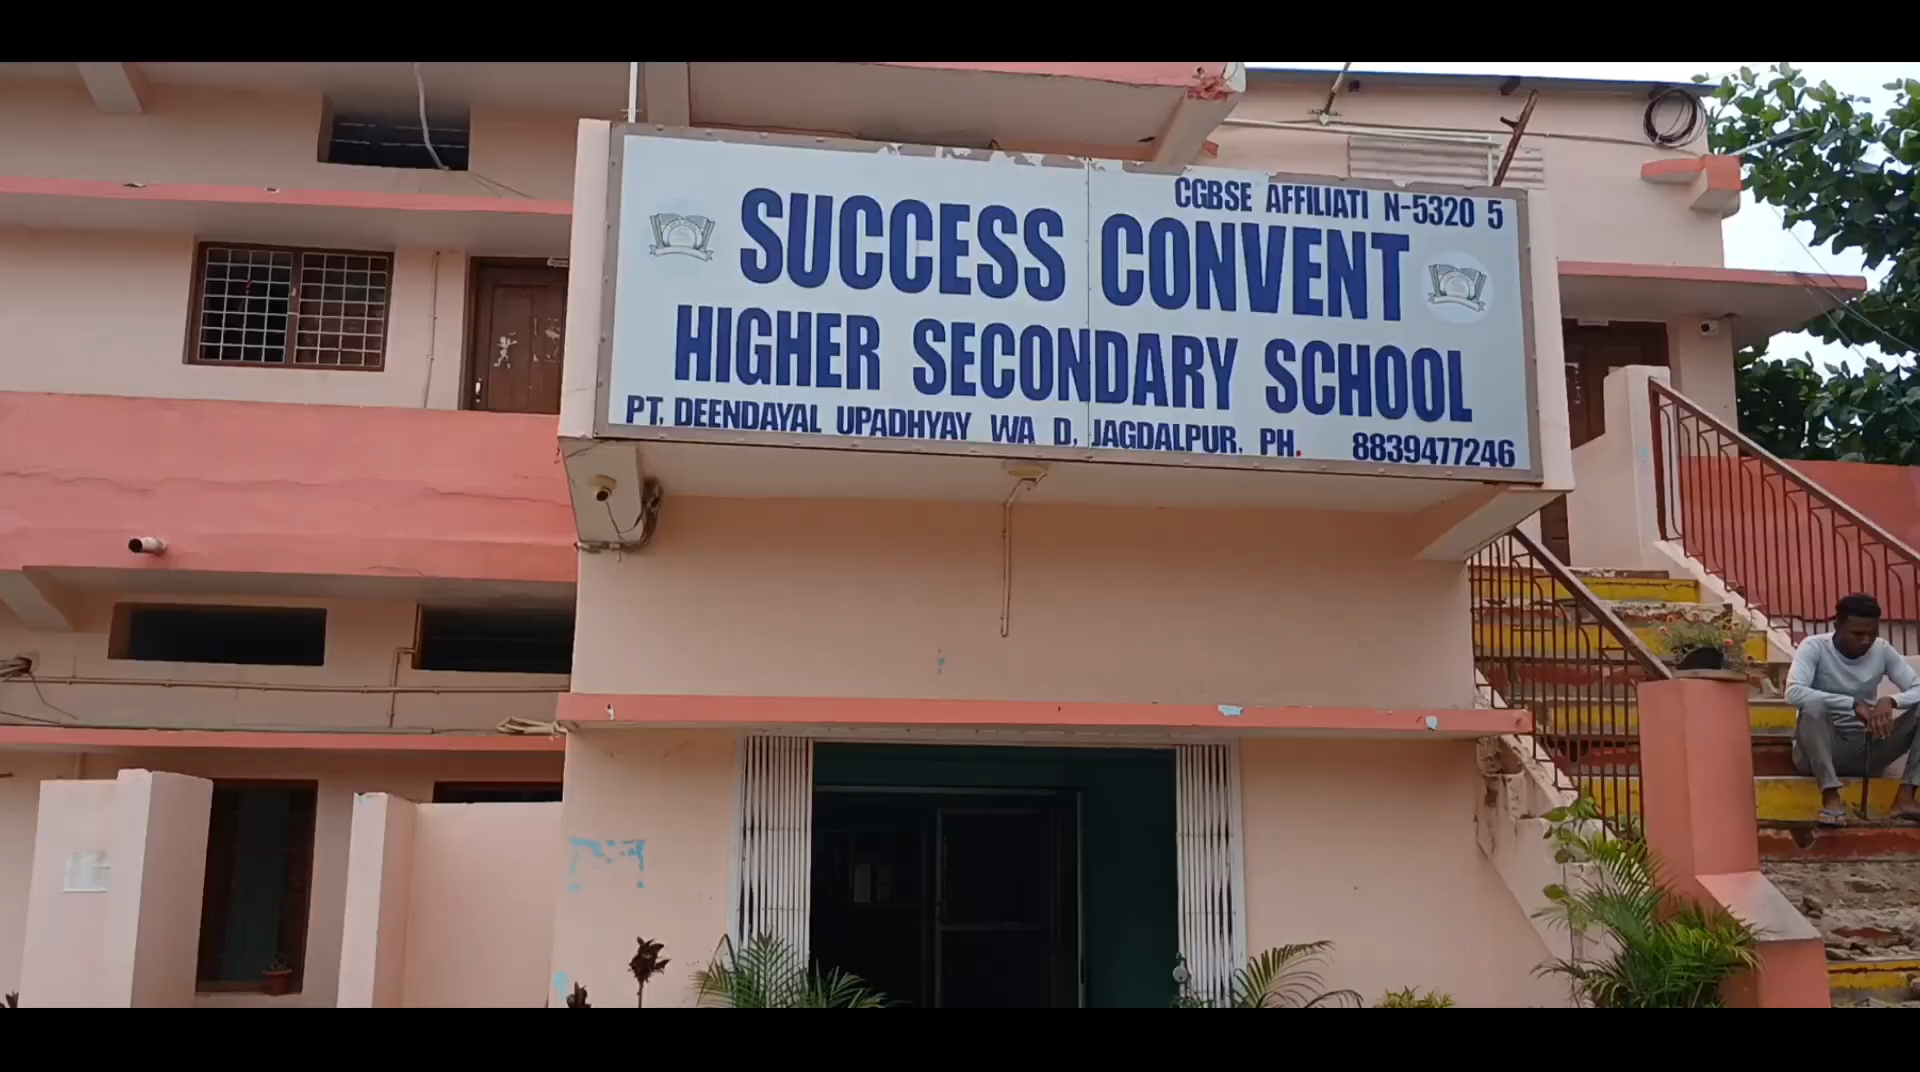 CGBSE AFFILIATI N-5320 5
SUCCESS CONVENT
HIGHER SECONDARY SCHOOL
PT. DEENDAYAL UPADHYAY WA D, JAGDALPUR. PH. 8839477246